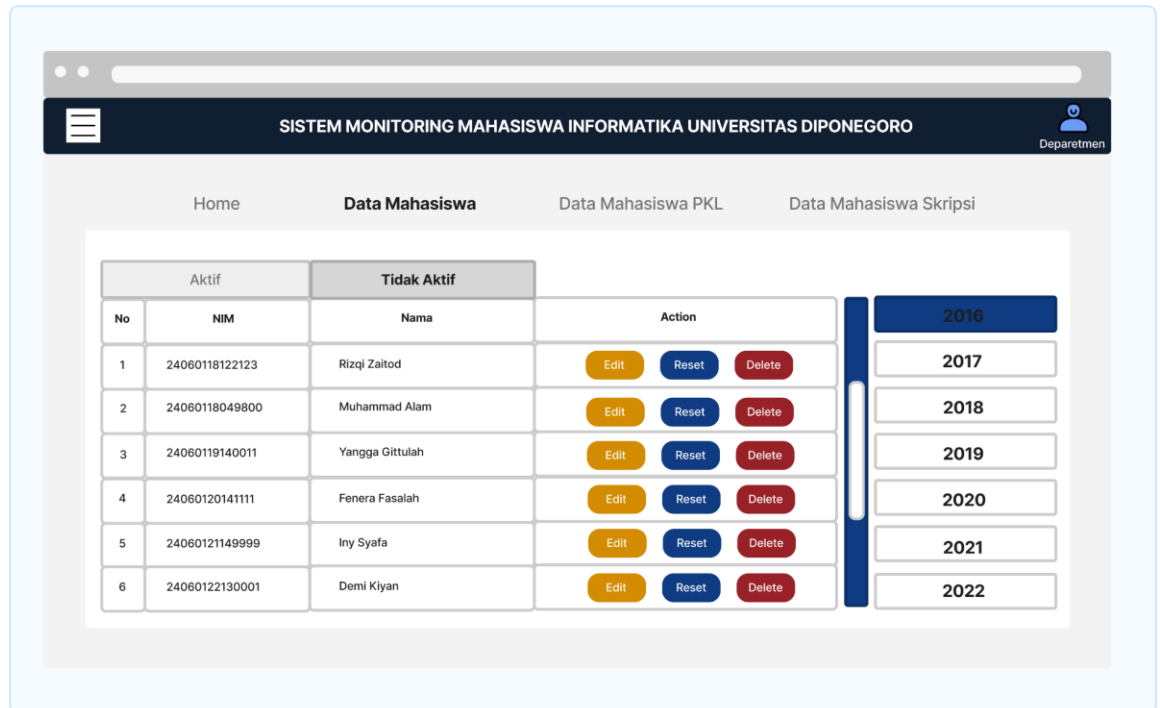 SISTEM MONITORING MAHASISWA INFORMATIKA UNIVERSITAS DIPONEGORO
Deparetmen
Home Data Mahasiswa Data Mahasiswa PKL Data Mahasiswa Skripsi
Aktif Tidak Aktif
No NIM Nama Action 2016
1 24060118122123 Rizqi Zaitod Edit Reset Delete 2017
2 24060118049800 Muhammad Alam Edit Reset Delete 2018
3 24060119140011 Yangga Gittulah Edit Reset Delete 2019
4 24060120141111 Fenera Fasalah Edit Reset Delete 2020
5 24060121149999 Iny Syafa Edit Reset Delete 2021
6 24060122130001 Demi Kiyan Edit Reset Delete 2022